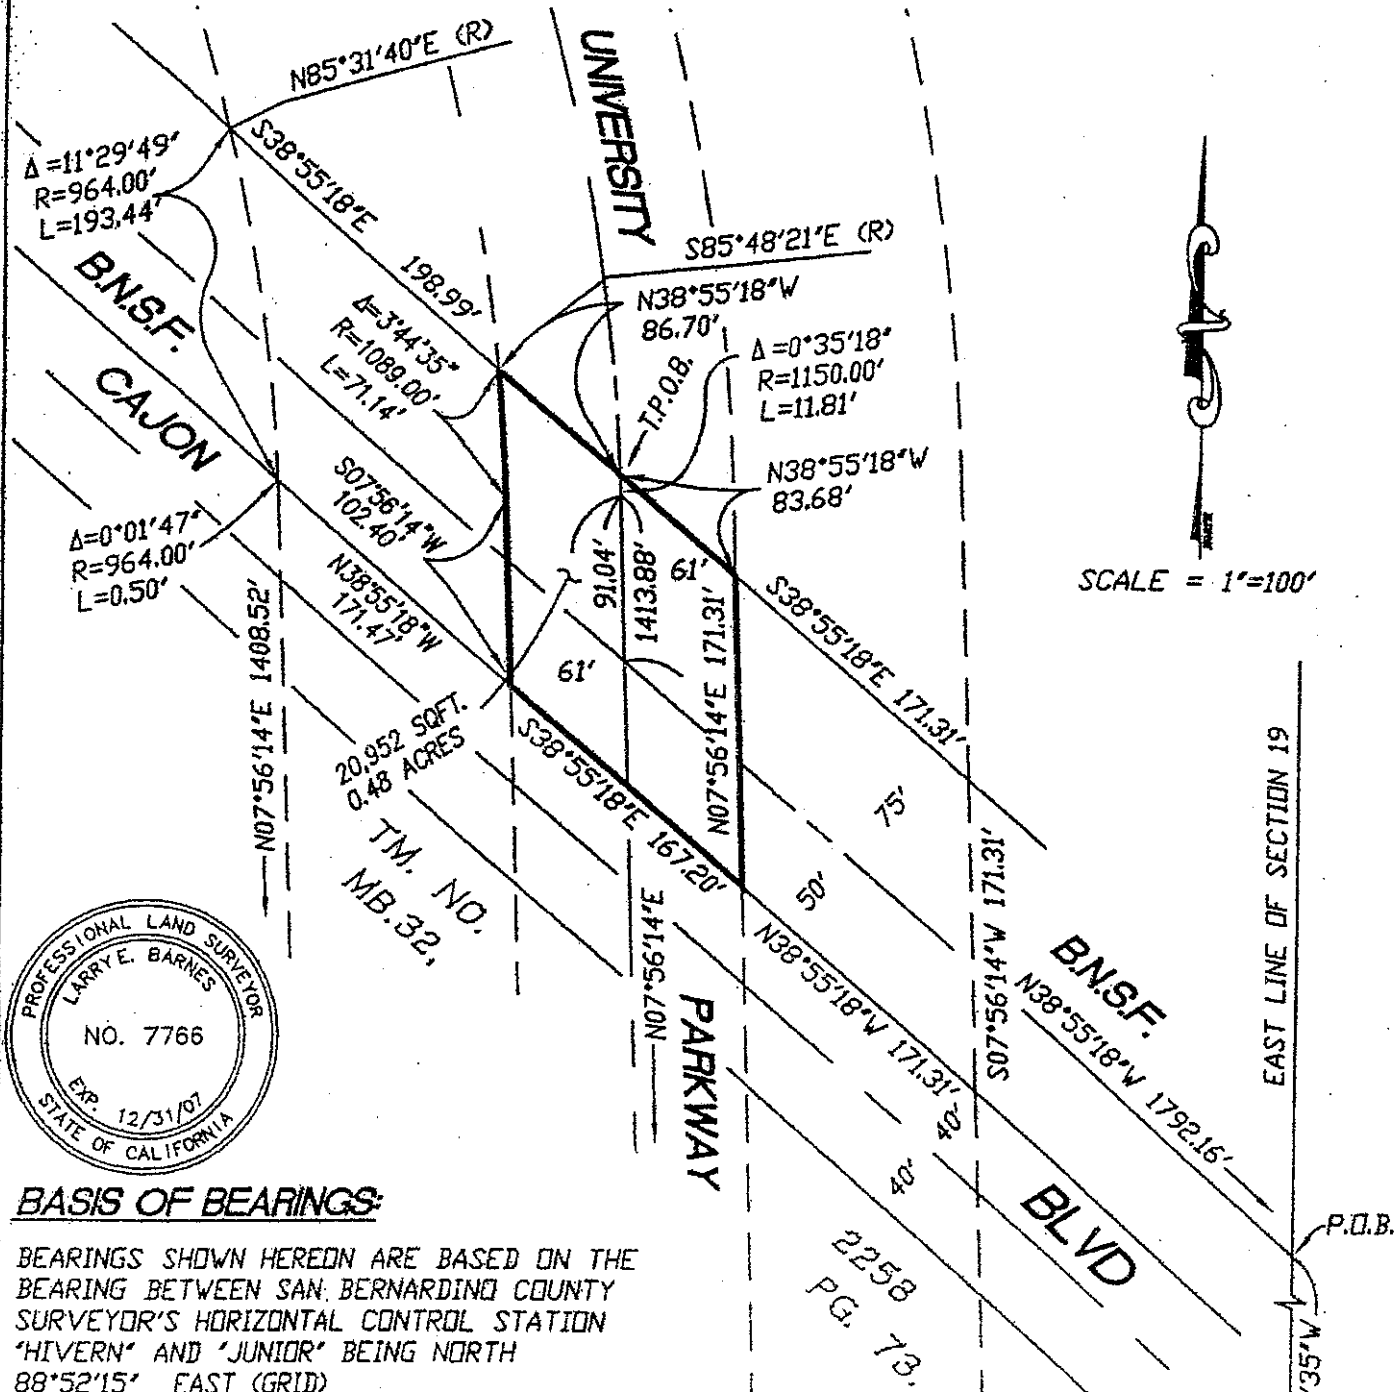 N85°31'40"E (R)
UNIVERSITY
Δ=11°29'49"
R=964.00'
L=193.44'
S38°55'18"E
198.99'
B.N.S.F.
CAJON
S85°48'21"E (R)
N38°55'18"W
86.70'
Δ=3°44'35"
R=1089.00'
L=71.14'
Δ=0°35'18"
R=1150.00'
L=11.81'
T.P.O.B.
N38°55'18"W
83.68'
S07°56'14"W
102.40'
Δ=0°01'47"
R=964.00'
L=0.50'
N38°55'18"W
171.47'
91.04'
1413.88'
61'
61'
N07°56'14"E 171.31'
S38°55'18"E 171.31'
NORTH
SCALE = 1"=100'
N07°56'14"E 1408.52'
20,952 SQFT.
0.48 ACRES
S38°55'18"E 167.20'
TM. NO.
MB.32,
75'
50'
S07°56'14"W 171.31'
EAST LINE OF SECTION 19
B.N.S.F.
N38°55'18"W 1792.16'
N38°55'18"W 171.31'
N07°56'14"E
PARKWAY
40'
40'
BLVD
P.O.B.
2258
PG. 73,
'35"W
PROFESSIONAL LAND SURVEYOR
LARRY E. BARNES
NO. 7766
EXP. 12/31/07
STATE OF CALIFORNIA
BASIS OF BEARINGS:
BEARINGS SHOWN HEREON ARE BASED ON THE
BEARING BETWEEN SAN. BERNARDINO COUNTY
SURVEYOR'S HORIZONTAL CONTROL STATION
"HIVERN" AND "JUNIOR" BEING NORTH
88°52'15" EAST (GRID)